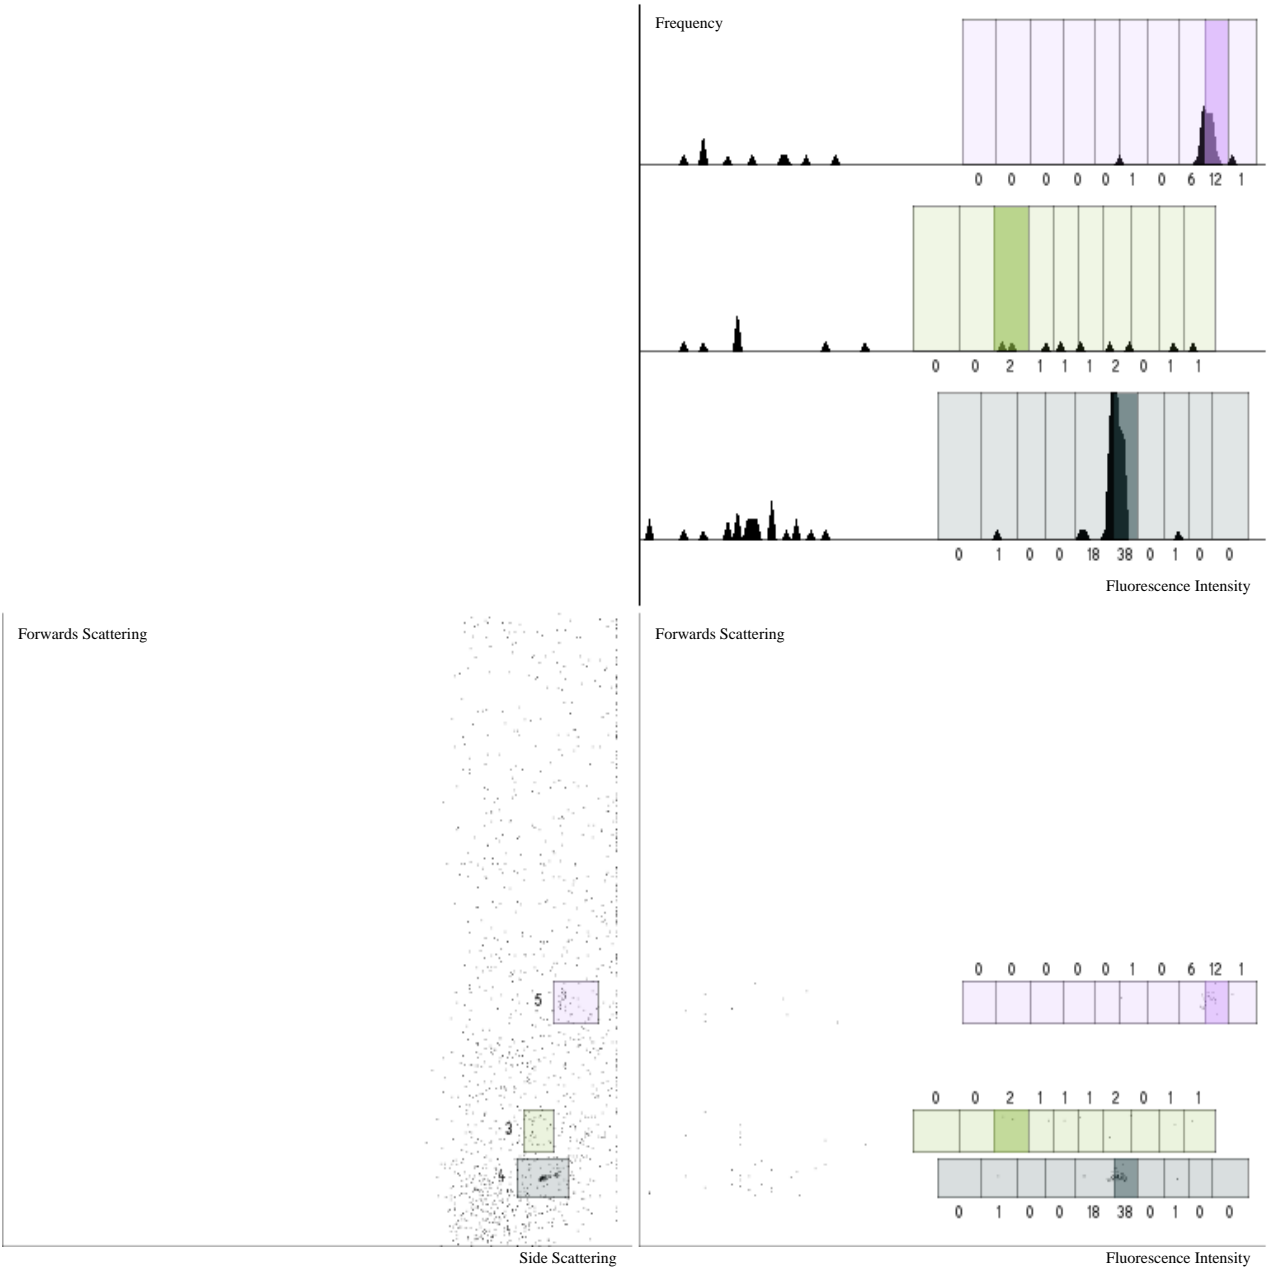 Frequency
0 0 0 0 0 1 0 6 12 1
0 0 2 1 1 1 2 0 1 1
0 1 0 0 18 38 0 1 0 0
Fluorescence Intensity
Forwards Scattering
5
3
4
Side Scattering
Forwards Scattering
0 0 0 0 0 1 0 6 12 1
0 0 2 1 1 1 2 0 1 1
0 1 0 0 18 38 0 1 0 0
Fluorescence Intensity